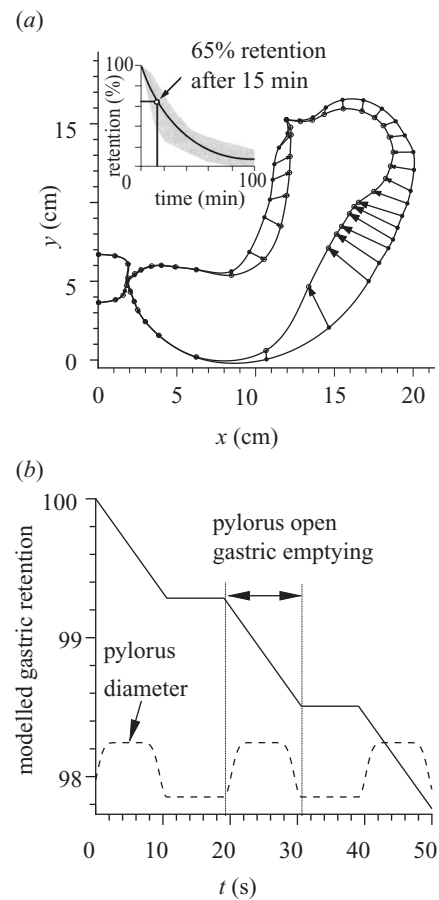 (a)
65% retention
after 15 min
100
retention (%)
0
0
100
time (min)
15
10
5
0
y (cm)
0
5
10
15
20
x (cm)
(b)
100
99
98
modelled gastric retention
pylorus open
gastric emptying
pylorus
diameter
0
10
20
30
40
50
t (s)